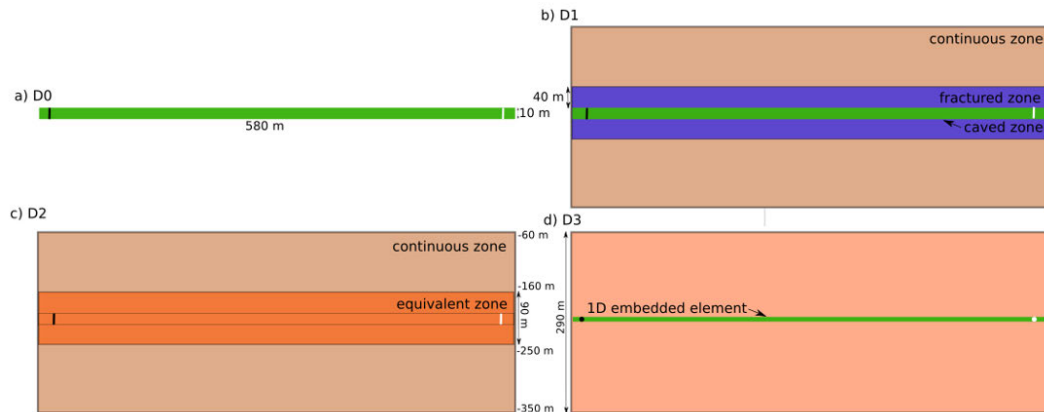 a) D0
580 m
10 m
b) D1
continuous zone
40 m
fractured zone
caved zone
c) D2
continuous zone
equivalent zone
-60 m
-160 m
90 m
-250 m
-350 m
d) D3
1D embedded element
290 m